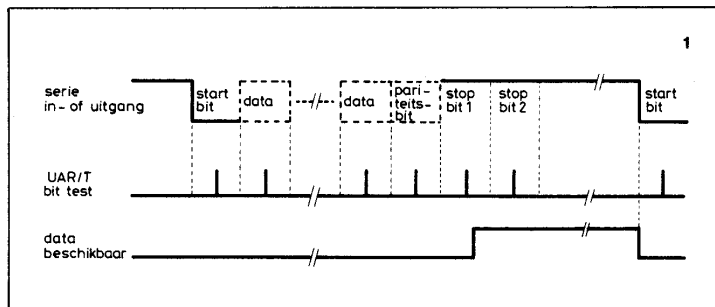 1
serie
in- of uitgang
start
bit
data
data
pari-
teits-
bit
stop
bit 1
stop
bit 2
start
bit
UAR/T
bit test
data
beschikbaar